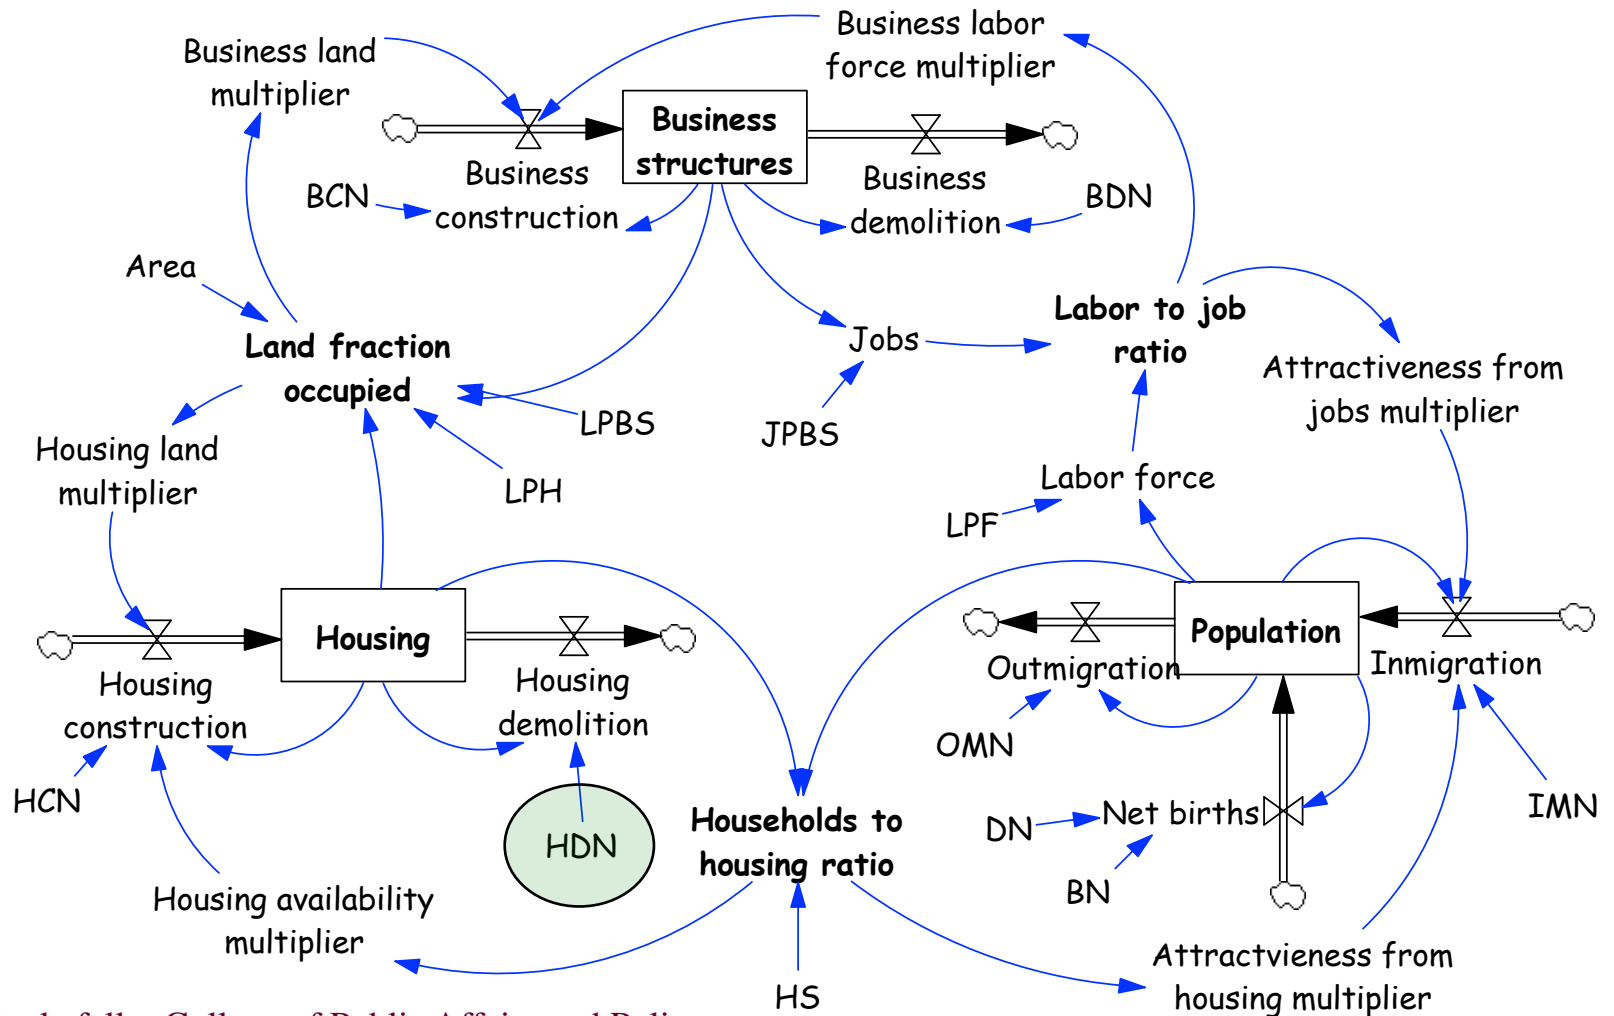 Business land
multiplier
Business labor
force multiplier
Business
structures
Business
construction
BCN
Business
demolition
BDN
Area
Land fraction
occupied
Jobs
Labor to job
ratio
Attractiveness from
jobs multiplier
LPBS
JPBS
Housing land
multiplier
LPH
Labor force
LPF
Housing
Population
Outmigration
Inmigration
Housing
construction
Housing
demolition
HCN
HDN
OMN
Households to
housing ratio
DN
Net births
IMN
BN
Housing availability
multiplier
HS
Attractvieness from
housing multiplier